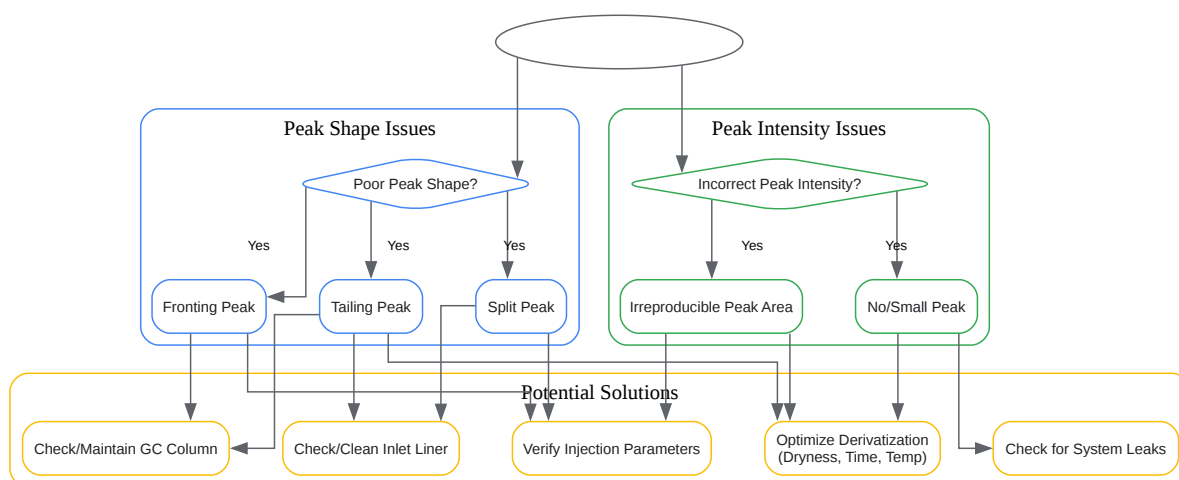 Peak Shape Issues
Peak Intensity Issues
Poor Peak Shape?
Incorrect Peak Intensity?
Yes
Yes
Yes
Yes
Yes
Fronting Peak
Tailing Peak
Split Peak
Irreproducible Peak Area
No/Small Peak
Potential Solutions
Check/Maintain GC Column
Check/Clean Inlet Liner
Verify Injection Parameters
Optimize Derivatization
(Dryness, Time, Temp)
Check for System Leaks